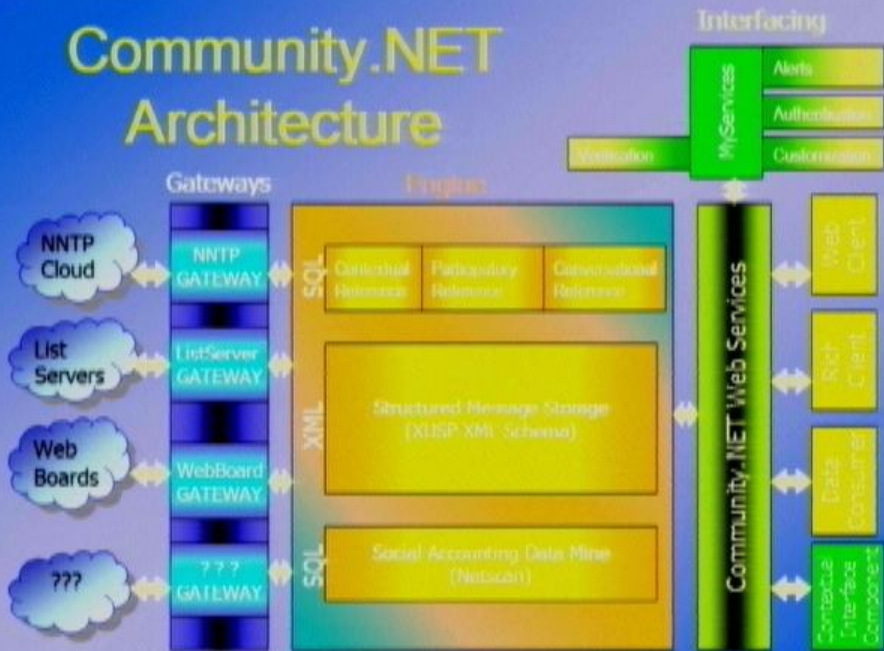 Community.NET
Architecture
Interfacing
MyServices
Alerts
Authentication
Customization
Verification
Gateways
Engine
NNTP
Cloud
NNTP
GATEWAY
SQL
Contextual
Reference
Participatory
Reference
Conversational
Reference
List
Servers
ListServer
GATEWAY
XML
Structured Message Storage
(XUSP XML Schema)
Web
Boards
WebBoard
GATEWAY
???
? ? ?
GATEWAY
SQL
Social Accounting Data Mine
(Netscan)
Community.NET Web Services
Web
Client
Rich
Client
Data
Consumer
Contextual
Interface
Component